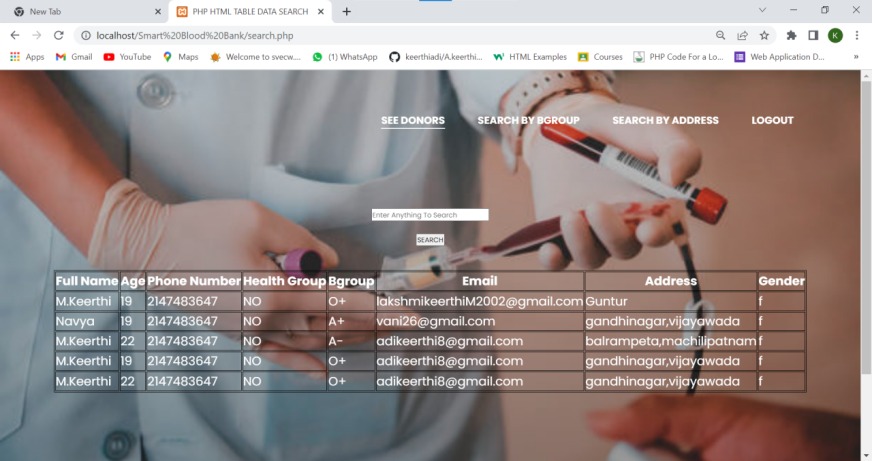 New Tab
PHP HTML TABLE DATA SEARCH
localhost/Smart%20Blood%20Bank/search.php
K
Apps Gmail YouTube Maps Welcome to svecw.... (1) WhatsApp keerthiadi/A.keerthi... HTML Examples Courses PHP Code For a Lo... Web Application D... »
SEE DONORS SEARCH BY BGROUP SEARCH BY ADDRESS LOGOUT
Enter Anything To Search
SEARCH
Full Name Age Phone Number Health Group Bgroup Email Address Gender
M.Keerthi 19 2147483647 NO O+ lakshmikeerthiM2002@gmail.com Guntur f
Navya 19 2147483647 NO A+ vani26@gmail.com gandhinagar,vijayawada f
M.Keerthi 22 2147483647 NO A- adikeerthi8@gmail.com balrampeta,machilipatnam f
M.Keerthi 19 2147483647 NO O+ adikeerthi8@gmail.com gandhinagar,vijayawada f
M.Keerthi 22 2147483647 NO O+ adikeerthi8@gmail.com gandhinagar,vijayawada f